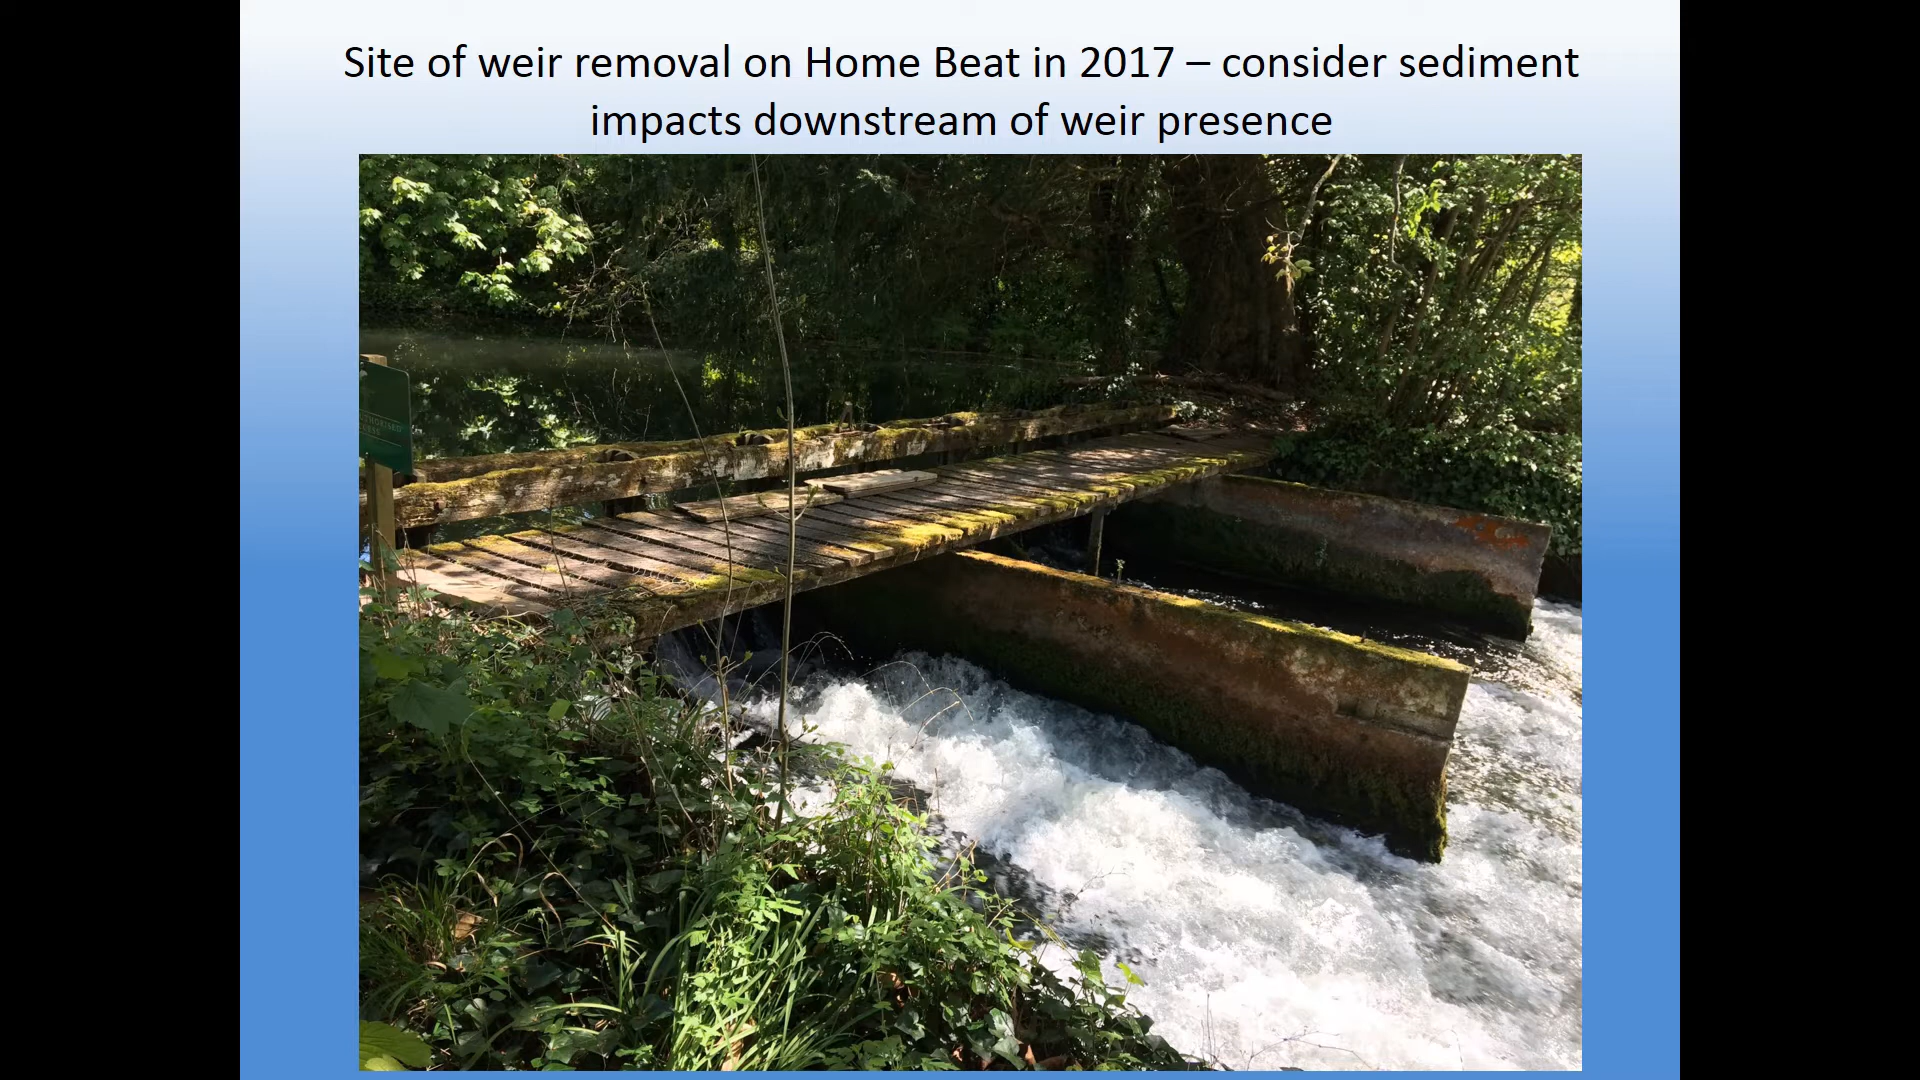 Site of weir removal on Home Beat in 2017 – consider sediment
impacts downstream of weir presence